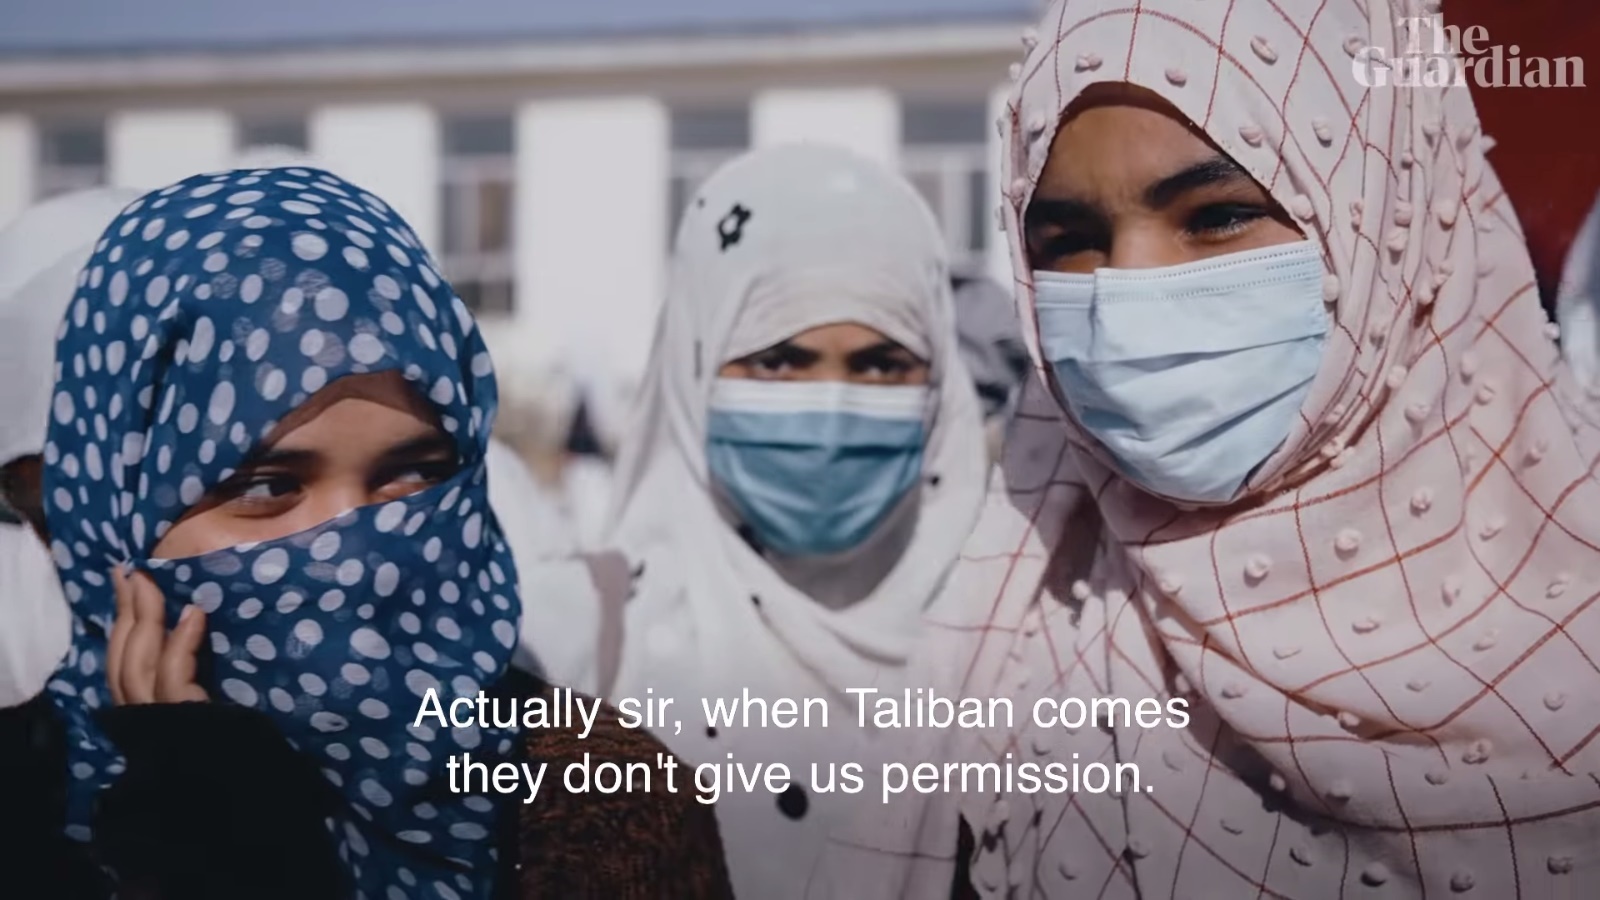 The
Guardian
Actually sir, when Taliban comes
they don't give us permission.